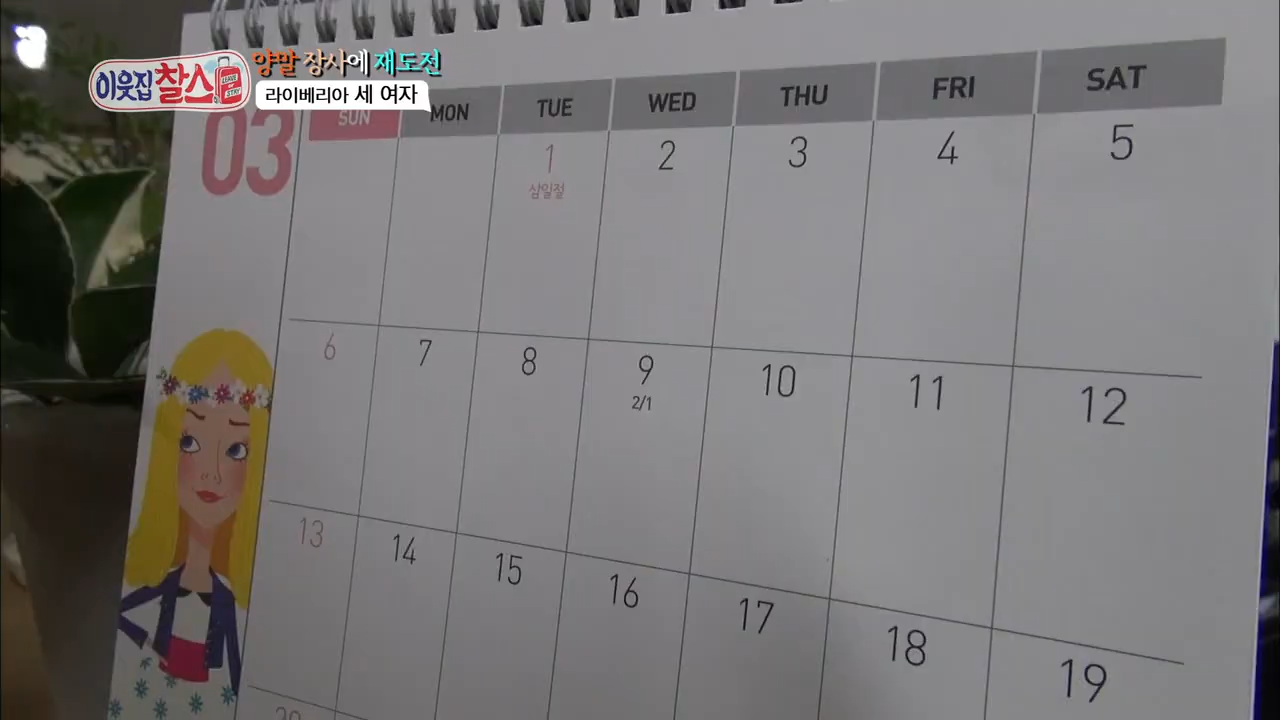 이웃집 찰스
LEAVE or STAY
양말 장사에 재도전
라이베리아 세 여자
03
SUN MON TUE WED THU FRI SAT
1 2 3 4 5
삼일절
6 7 8 9 10 11 12
2/1
13 14 15 16 17 18 19
20